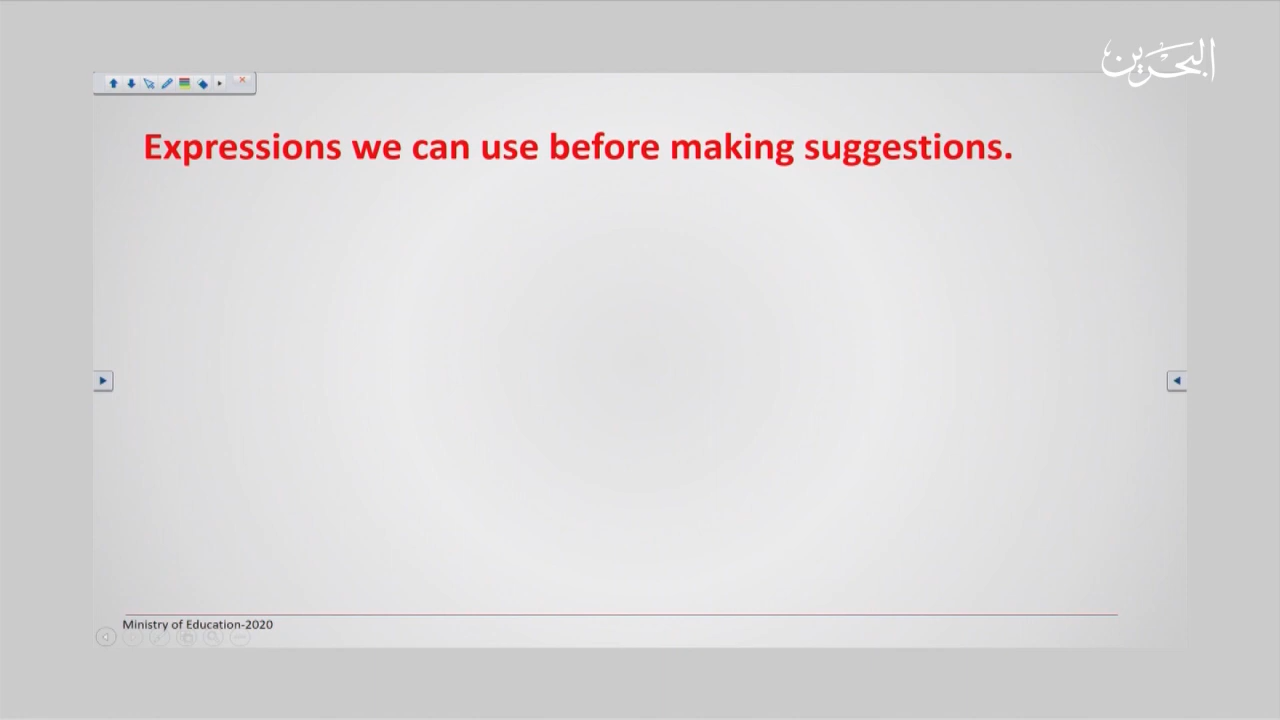 البحرين
Expressions we can use before making suggestions.
Ministry of Education-2020